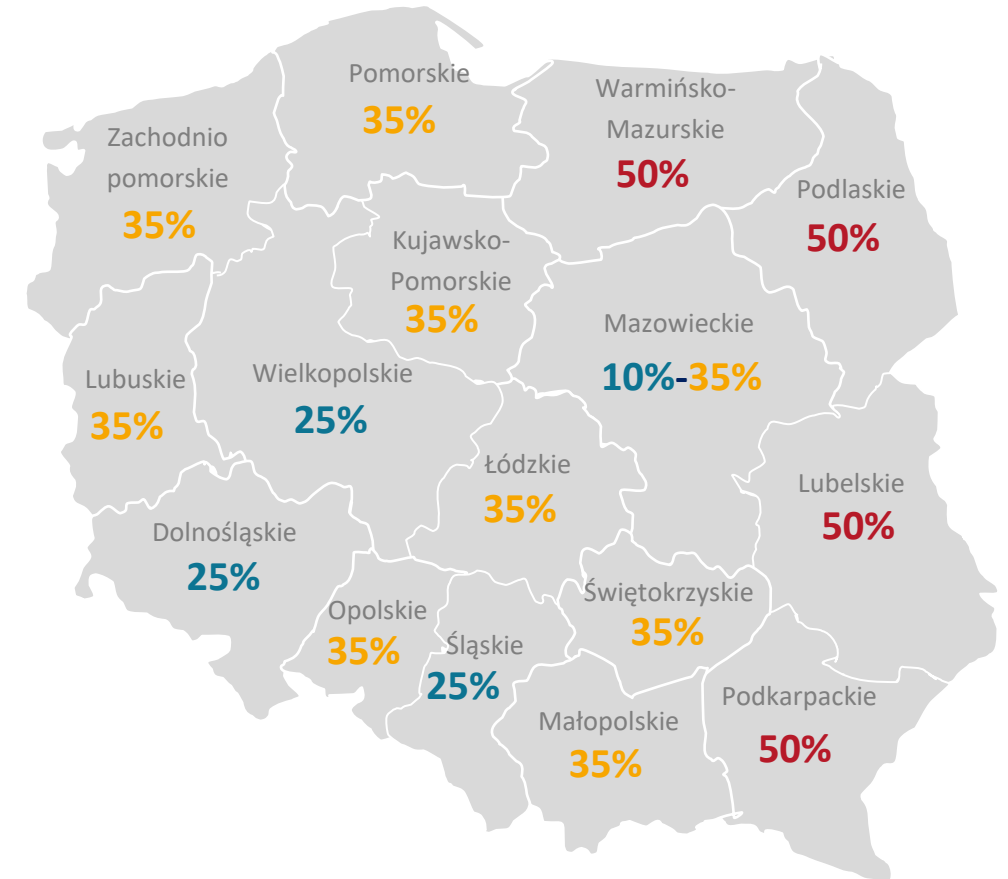 Pomorskie
35%
Warmińsko-
Mazurskie
50%
Zachodnio
pomorskie
35%
Podlaskie
50%
Kujawsko-
Pomorskie
35%
Mazowieckie
10%-35%
Lubuskie
35%
Wielkopolskie
25%
Łódzkie
35%
Lubelskie
50%
Dolnośląskie
25%
Opolskie
35%
Śląskie
25%
Świętokrzyskie
35%
Małopolskie
35%
Podkarpackie
50%